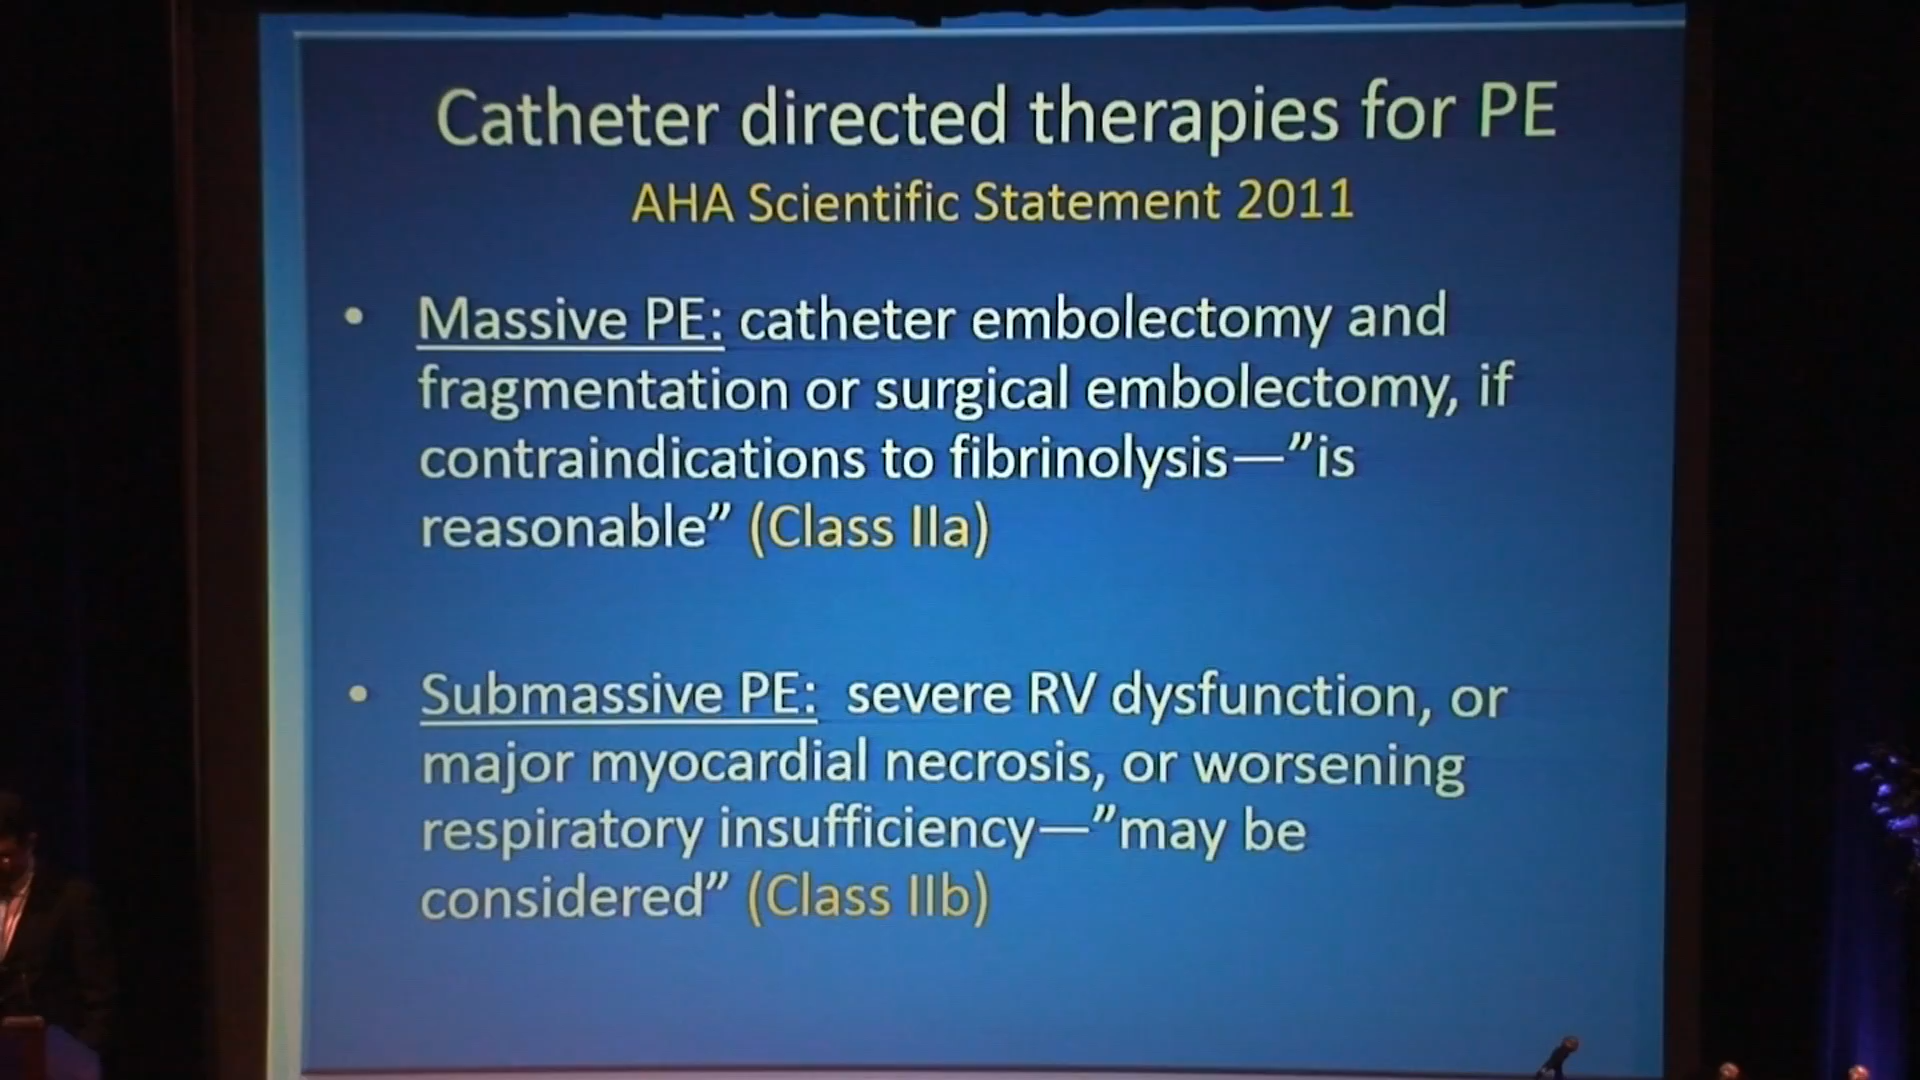 Catheter directed therapies for PE
AHA Scientific Statement 2011
• Massive PE: catheter embolectomy and
fragmentation or surgical embolectomy, if
contraindications to fibrinolysis—”is
reasonable” (Class IIa)
• Submassive PE: severe RV dysfunction, or
major myocardial necrosis, or worsening
respiratory insufficiency—”may be
considered” (Class IIb)